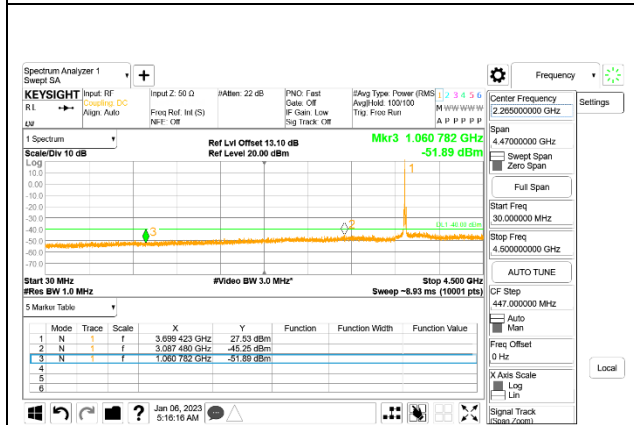 Spectrum Analyzer 1
Swept SA
Frequency
KEYSIGHT Input: RF Input Z: 50 Ω #Atten: 22 dB PNO: Fast #Avg Type: Power (RMS 1 2 3 4 5 6
RL Coupling: DC Gate: Off Avg|Hold: 100/100 M W W W W W
Align: Auto Freq Ref: Int (S) IF Gain: Low Trig: Free Run
NFE: Off Sig Track: Off A P P P P P
Center Frequency
2.265000000 GHz
Settings
Span
4.47000000 GHz
Swept Span
Zero Span
Full Span
Start Freq
30.000000 MHz
Stop Freq
4.500000000 GHz
AUTO TUNE
CF Step
447.000000 MHz
Auto
Man
Freq Offset
0 Hz
X Axis Scale
Log
Lin
Local
Signal Track
(Span Zoom)
1 Spectrum
Scale/Div 10 dB
Ref Lvl Offset 13.10 dB
Ref Level 20.00 dBm
Mkr3 1.060 782 GHz
-51.89 dBm
Log
10.0
0.00
-10.0
-20.0
-30.0
-40.0
-50.0
-60.0
-70.0
1
2
3
Start 30 MHz #Video BW 3.0 MHz* Stop 4.500 GHz
#Res BW 1.0 MHz Sweep ~8.93 ms (10001 pts)
5 Marker Table
Mode Trace Scale X Y Function Function Width Function Value
1 N 1 f 3.699 423 GHz 27.53 dBm
2 N 1 f 3.087 480 GHz -45.25 dBm
3 N 1 f 1.060 782 GHz -51.89 dBm
4
5
6
? Jan 06, 2023
5:16:16 AM